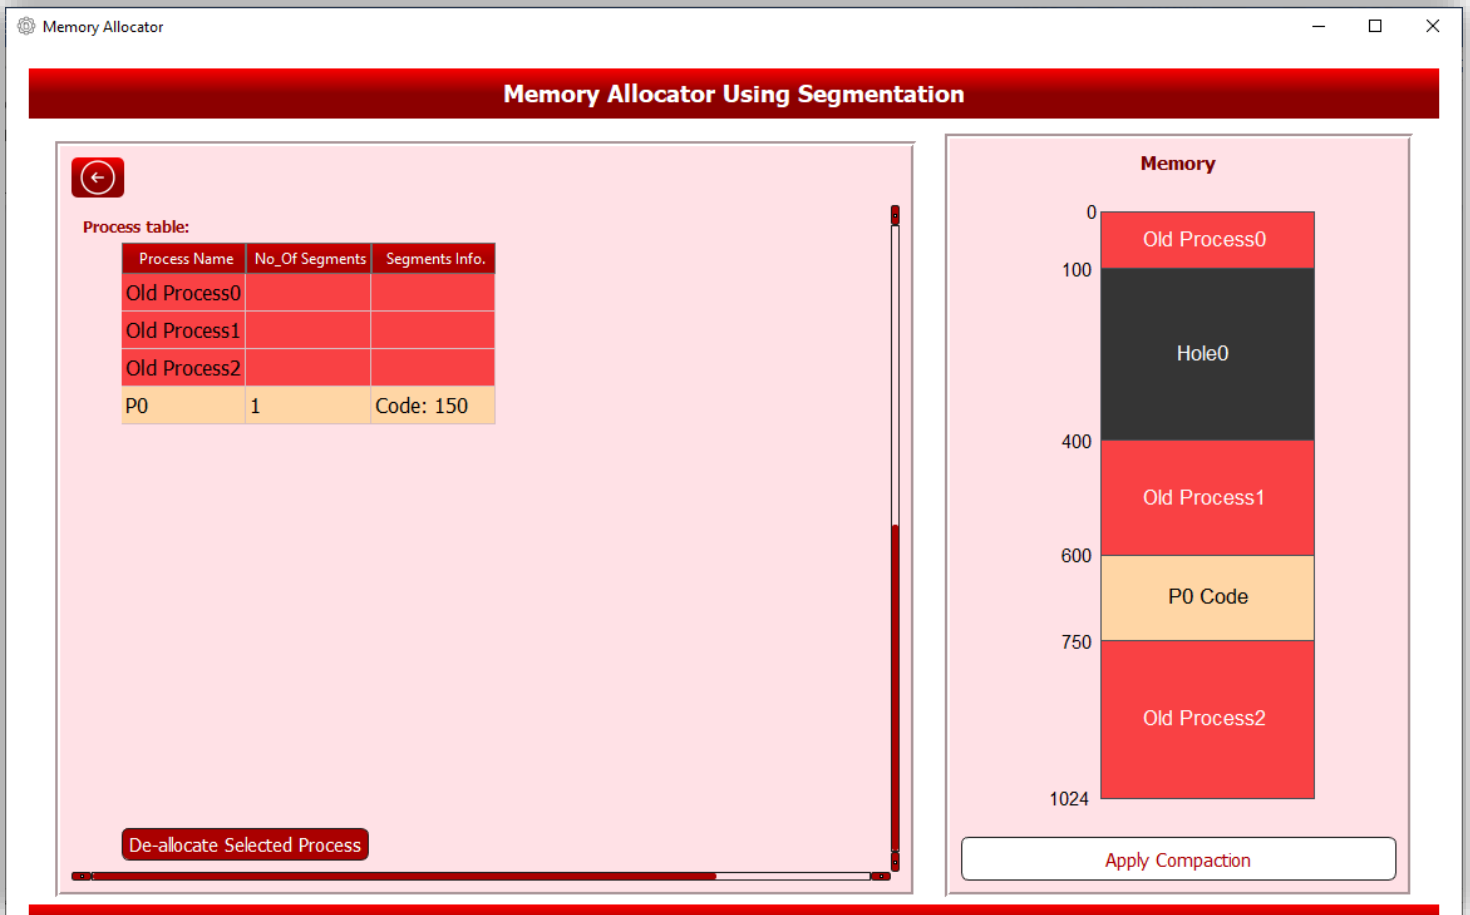 Memory Allocator
Memory Allocator Using Segmentation
Process table:
Process Name No_Of Segments Segments Info.
Old Process0
Old Process1
Old Process2
P0 1 Code: 150
De-allocate Selected Process
Memory
0
Old Process0
100
Hole0
400
Old Process1
600
P0 Code
750
Old Process2
1024
Apply Compaction